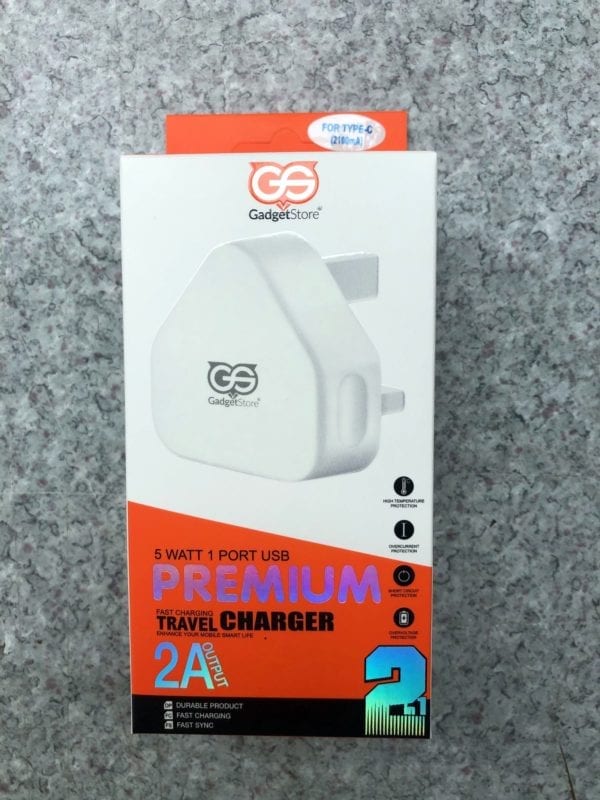 FOR TYPE-C
(2100mA)
GS
GadgetStore
GS
GadgetStore
HIGH TEMPERATURE
PROTECTION
OVERCURRENT
PROTECTION
SHORT CIRCUIT
PROTECTION
OVERVOLTAGE
PROTECTION
5 WATT 1 PORT USB
PREMIUM
FAST CHARGING
TRAVEL CHARGER
ENHANCE YOUR MOBILE SMART LIFE
2A OUTPUT
2.1
DURABLE PRODUCT
FAST CHARGING
FAST SYNC